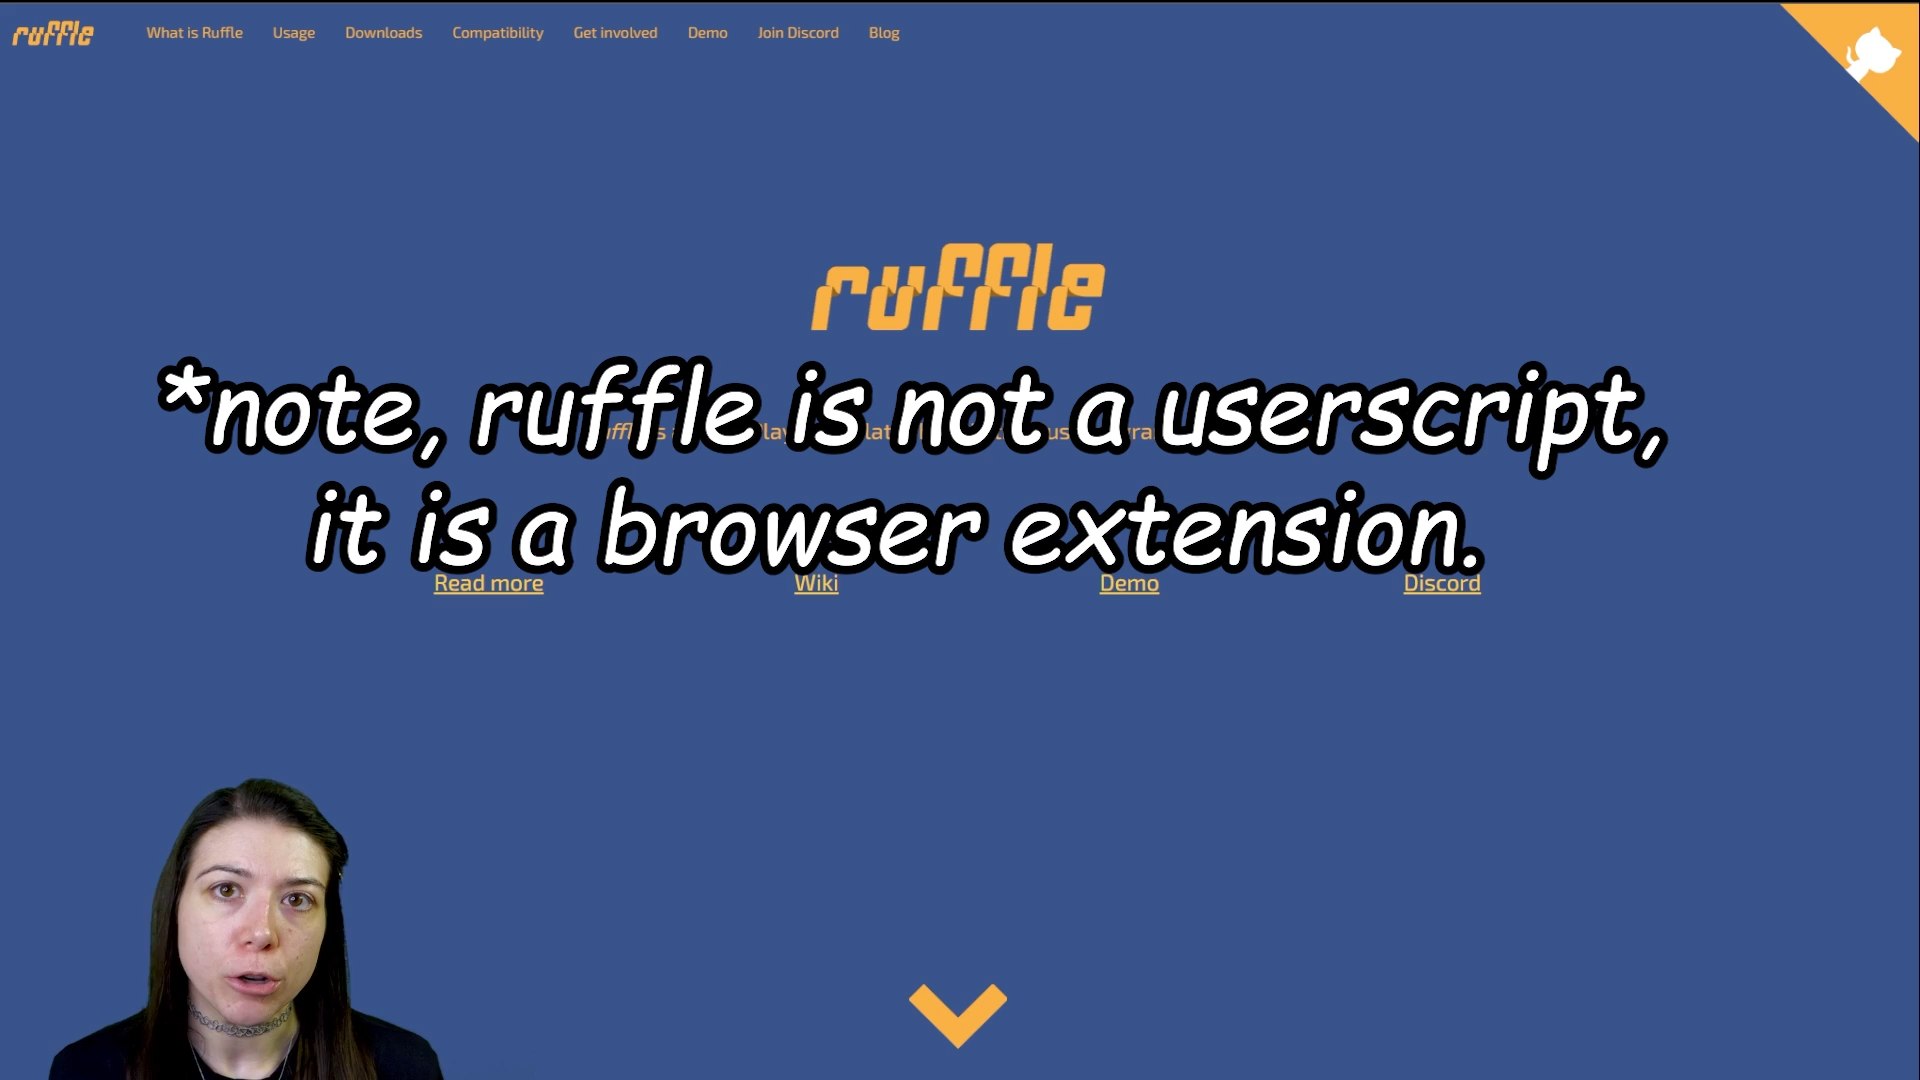 ruffle
What is Ruffle Usage Downloads Compatibility Get involved Demo Join Discord Blog
ruffle
*note, ruffle is not a userscript,
it is a browser extension.
Read more Wiki Demo Discord